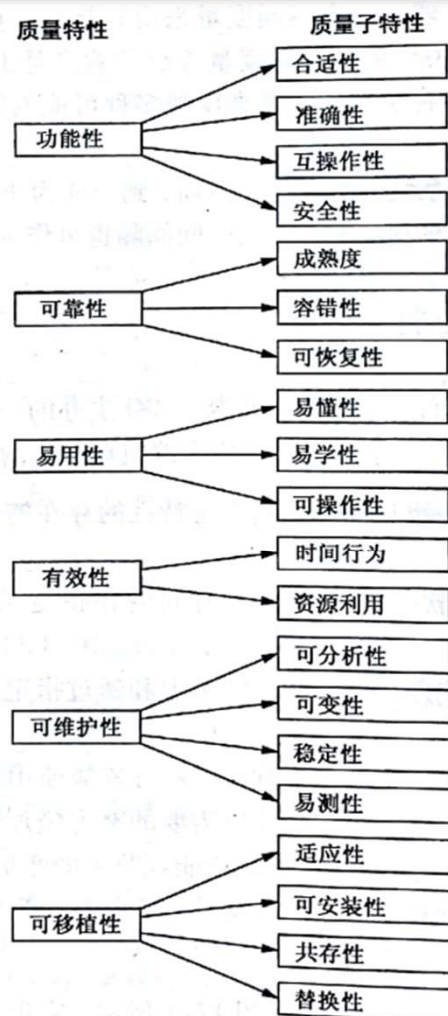 质量特性
质量子特性
功能性
合适性
准确性
互操作性
安全性
可靠性
成熟度
容错性
可恢复性
易用性
易懂性
易学性
可操作性
有效性
时间行为
资源利用
可维护性
可分析性
可变性
稳定性
易测性
可移植性
适应性
可安装性
共存性
替换性